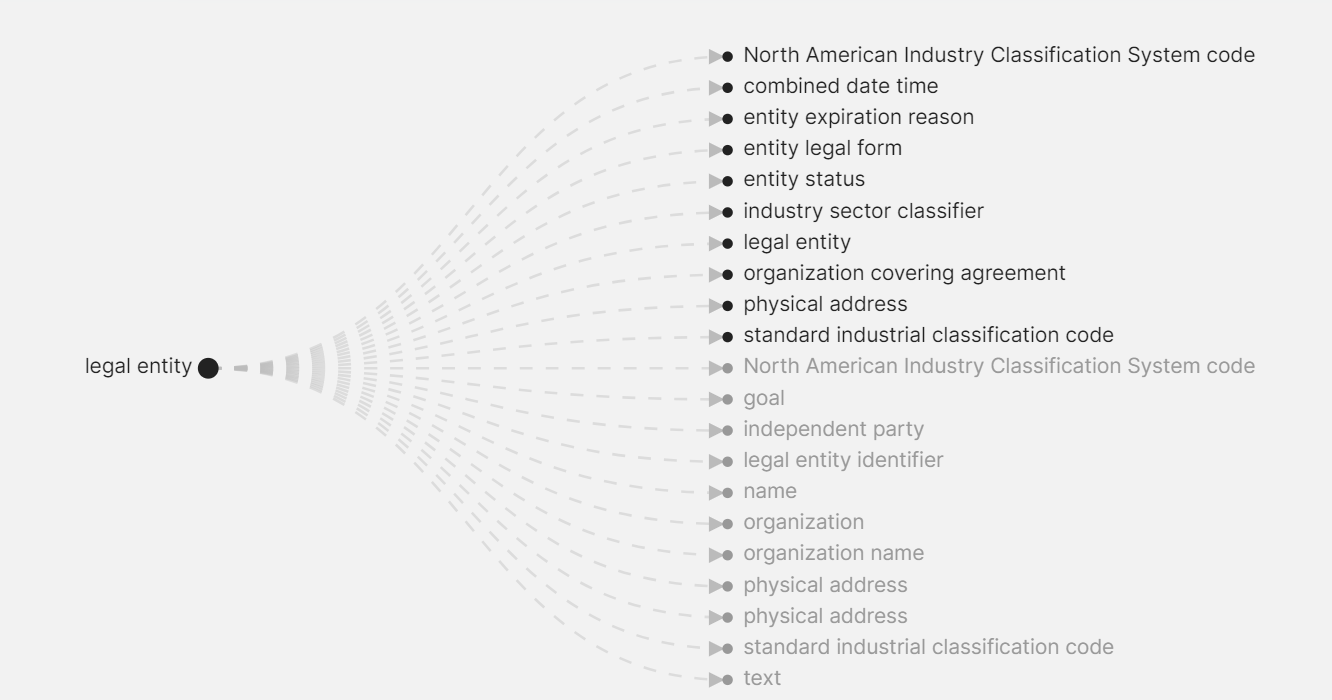 North American Industry Classification System code
combined date time
entity expiration reason
entity legal form
entity status
industry sector classifier
legal entity
organization covering agreement
physical address
standard industrial classification code
legal entity
North American Industry Classification System code
goal
independent party
legal entity identifier
name
organization
organization name
physical address
physical address
standard industrial classification code
text